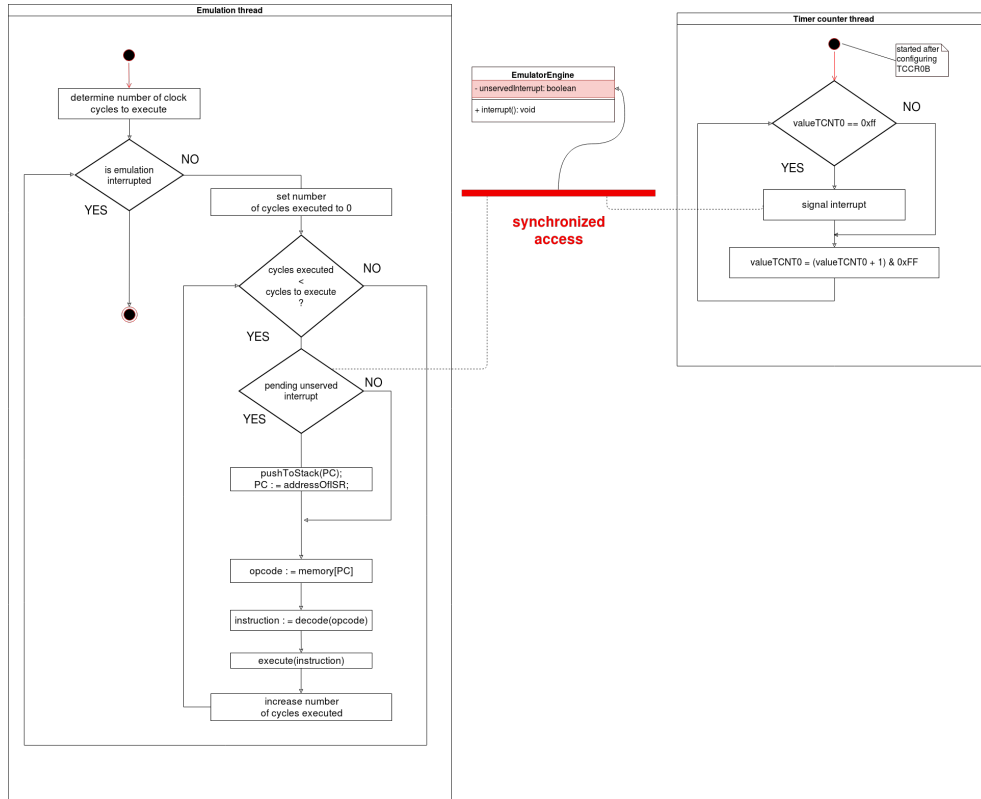 Emulation thread
determine number of clock
cycles to execute
is emulation
interrupted
NO
YES
set number
of cycles executed to 0
cycles executed
<
cycles to execute
?
NO
YES
pending unserved
interrupt
NO
YES
pushToStack(PC);
PC : = addressOfISR;
opcode : = memory[PC]
instruction : = decode(opcode)
execute(instruction)
increase number
of cycles executed
EmulatorEngine
- unservedInterrupt: boolean
+ interrupt(): void
synchronized
access
Timer counter thread
started after
configuring
TCCR0B
valueTCNT0 == 0xff
NO
YES
signal interrupt
valueTCNT0 = (valueTCNT0 + 1) & 0xFF